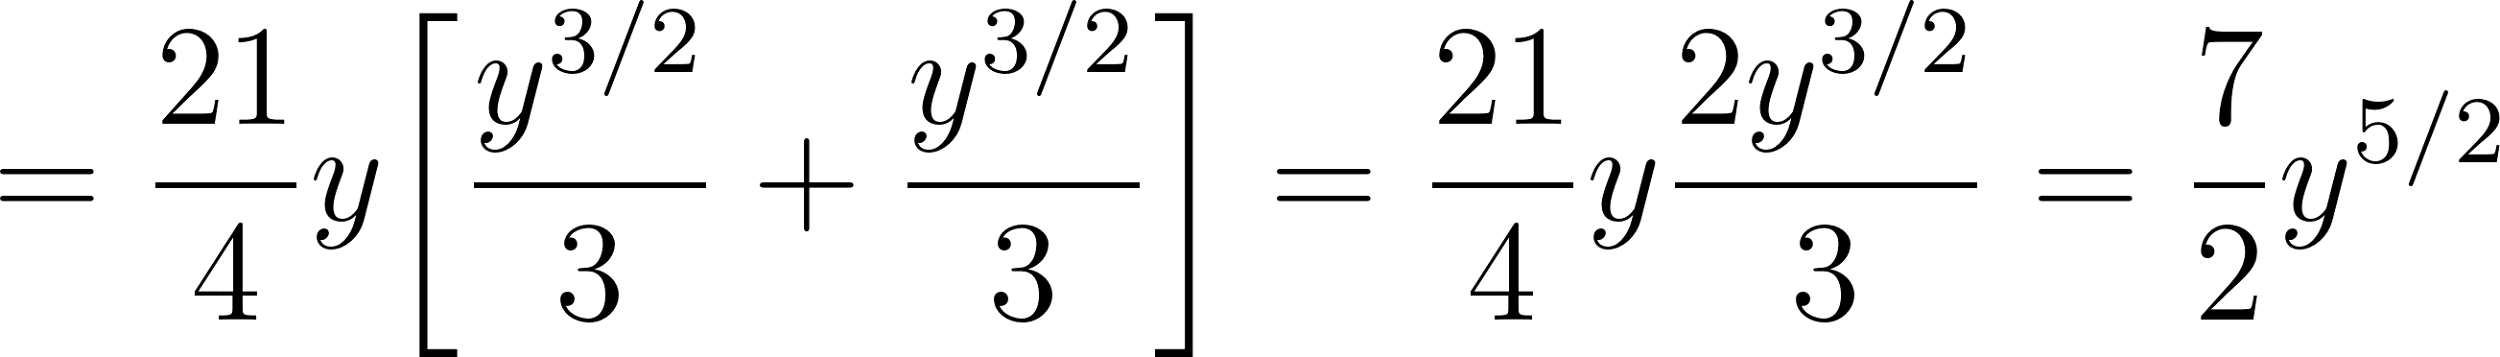 = \frac{21}{4} y \left[ \frac{y^{3/2}}{3} + \frac{y^{3/2}}{3} \right] = \frac{21}{4} y \frac{2y^{3/2}}{3} = \frac{7}{2} y^{5/2}